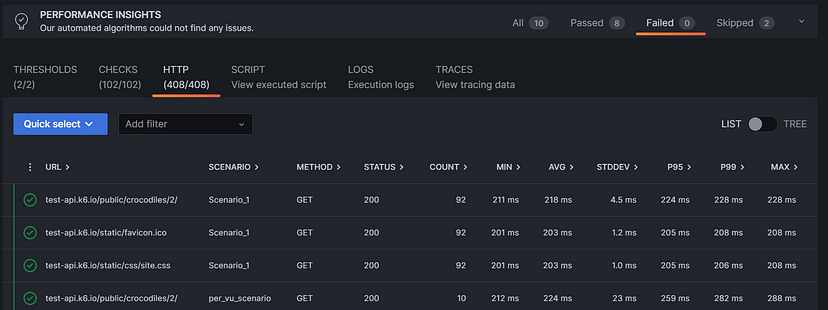 PERFORMANCE INSIGHTS
Our automated algorithms could not find any issues.
All 10 Passed 8 Failed 0 Skipped 2
THRESHOLDS CHECKS HTTP SCRIPT LOGS TRACES
(2/2) (102/102) (408/408) View executed script Execution logs View tracing data
Quick select Add filter LIST TREE
URL SCENARIO METHOD STATUS COUNT MIN AVG STDDEV P95 P99 MAX
test-api.k6.io/public/crocodiles/2/ Scenario_1 GET 200 92 211 ms 218 ms 4.5 ms 224 ms 228 ms 228 ms
test-api.k6.io/static/favicon.ico Scenario_1 GET 200 92 201 ms 203 ms 1.2 ms 205 ms 208 ms 208 ms
test-api.k6.io/static/css/site.css Scenario_1 GET 200 92 201 ms 203 ms 1.0 ms 205 ms 206 ms 208 ms
test-api.k6.io/public/crocodiles/2/ per_vu_scenario GET 200 10 212 ms 224 ms 23 ms 259 ms 282 ms 288 ms